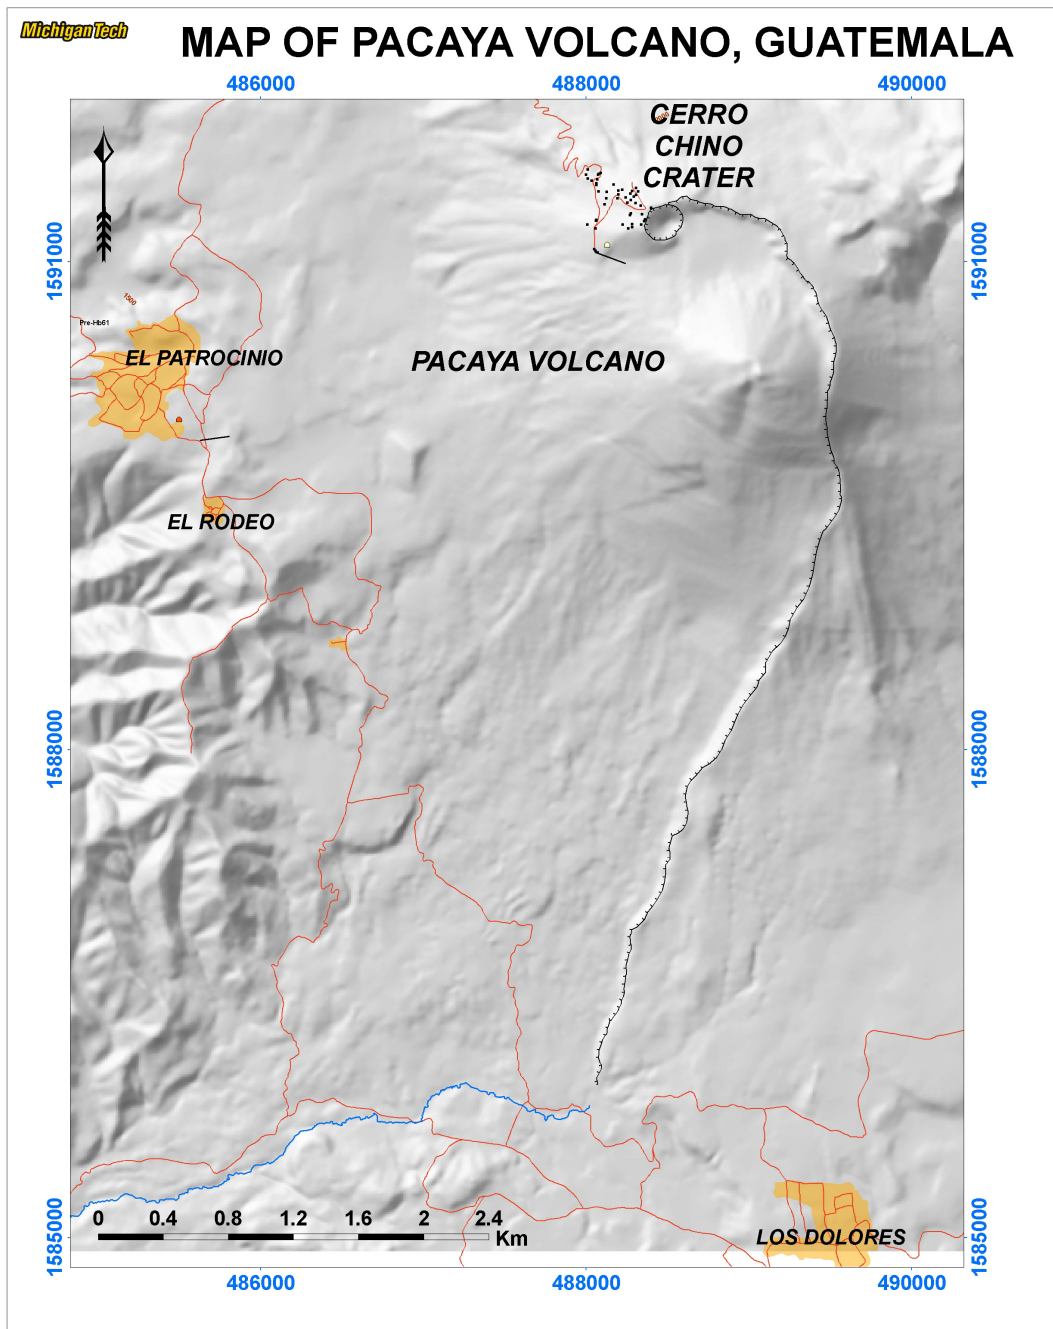 Michigan Tech
MAP OF PACAYA VOLCANO, GUATEMALA
486000
488000
490000
CERRO
CHINO
CRATER
1591000
1591000
1500
Pre-Hb61
EL PATROCINIO
PACAYA VOLCANO
EL RODEO
1588000
1588000
0 0.4 0.8 1.2 1.6 2 2.4
Km
LOS DOLORES
1585000
1585000
486000
488000
490000